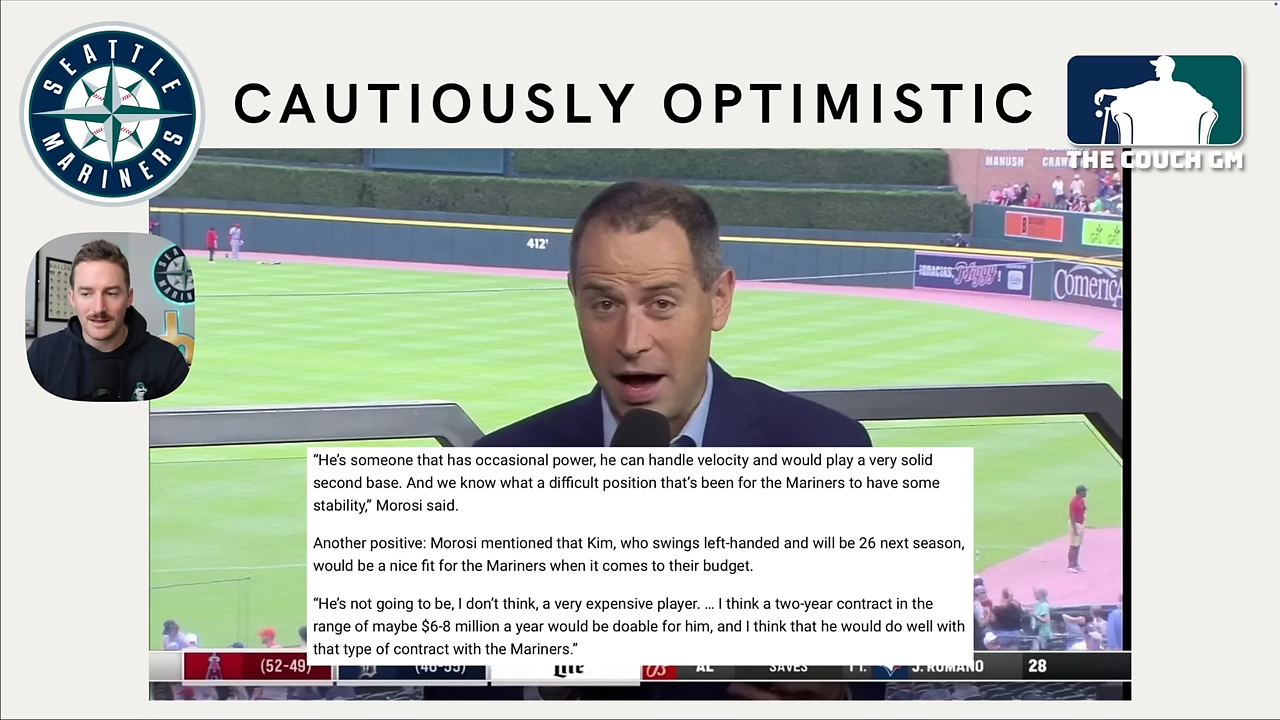 SEATTLE
MARINERS
CAUTIOUSLY OPTIMISTIC
THE COUCH GM
MANUSH
412'
Miggy!
“He’s someone that has occasional power, he can handle velocity and would play a very solid
second base. And we know what a difficult position that’s been for the Mariners to have some
stability,” Morosi said.
Another positive: Morosi mentioned that Kim, who swings left-handed and will be 26 next season,
would be a nice fit for the Mariners when it comes to their budget.
“He’s not going to be, I don’t think, a very expensive player. … I think a two-year contract in the
range of maybe $6-8 million a year would be doable for him, and I think that he would do well with
that type of contract with the Mariners.”
(52-49)
AL SAVES J. ROMANO 28